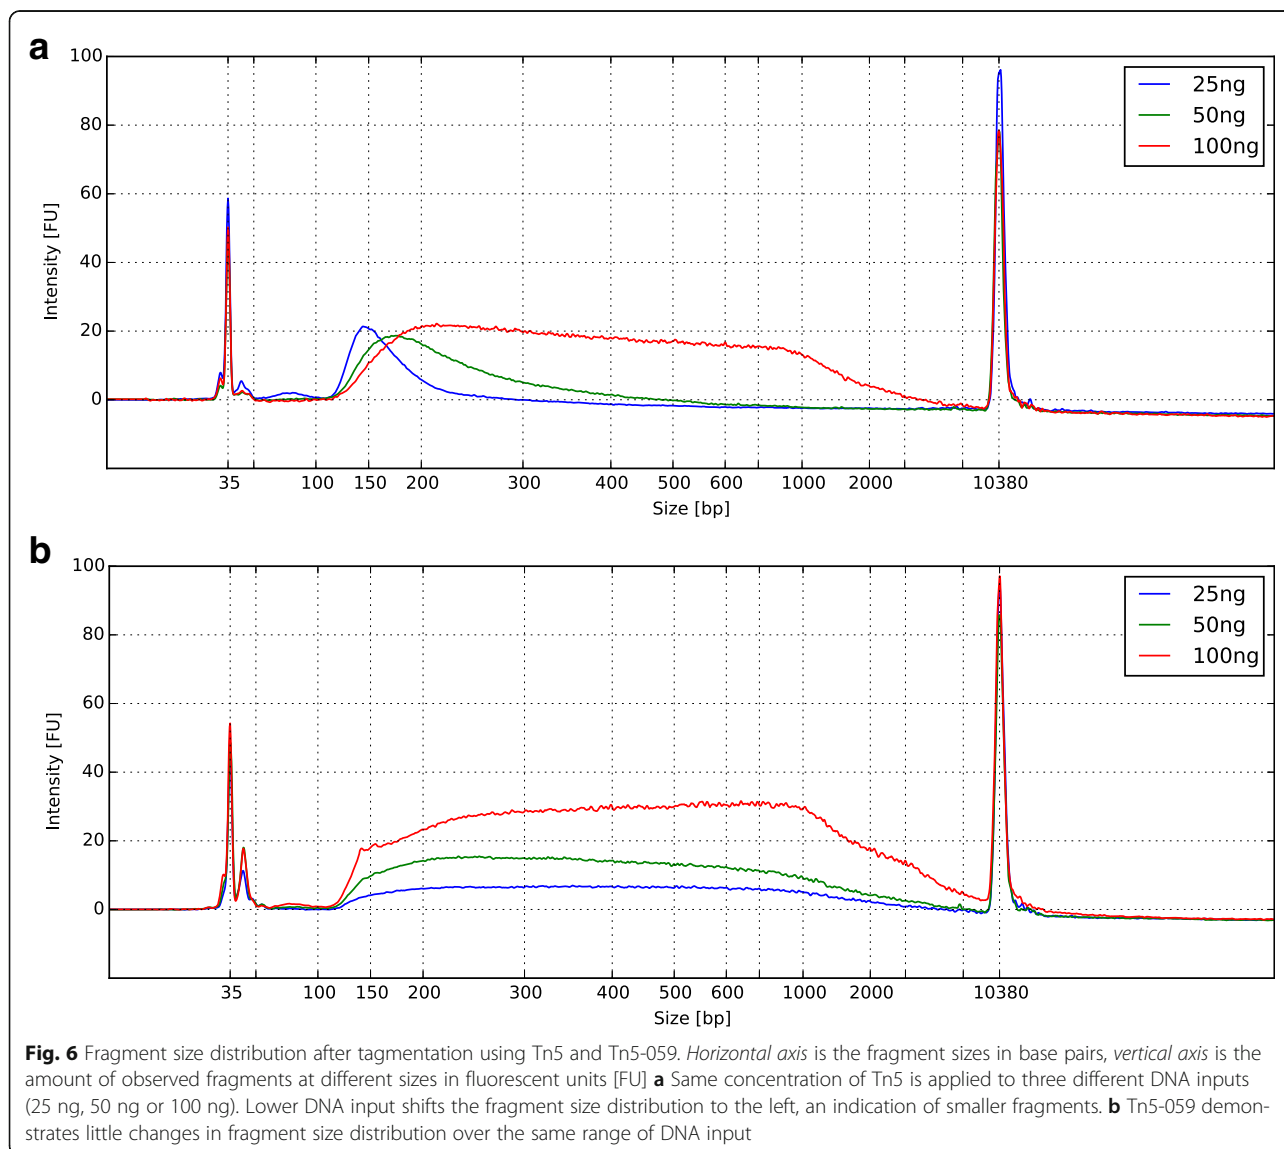 a
100
80
60
40
20
0
Intensity [FU]
25ng
50ng
100ng
35 100 150 200 300 400 500 600 1000 2000 10380
Size [bp]
b
100
80
60
40
20
0
Intensity [FU]
25ng
50ng
100ng
35 100 150 200 300 400 500 600 1000 2000 10380
Size [bp]
Fig. 6 Fragment size distribution after tagmentation using Tn5 and Tn5-059. Horizontal axis is the fragment sizes in base pairs, vertical axis is the
amount of observed fragments at different sizes in fluorescent units [FU] a Same concentration of Tn5 is applied to three different DNA inputs
(25 ng, 50 ng or 100 ng). Lower DNA input shifts the fragment size distribution to the left, an indication of smaller fragments. b Tn5-059 demon-
strates little changes in fragment size distribution over the same range of DNA input